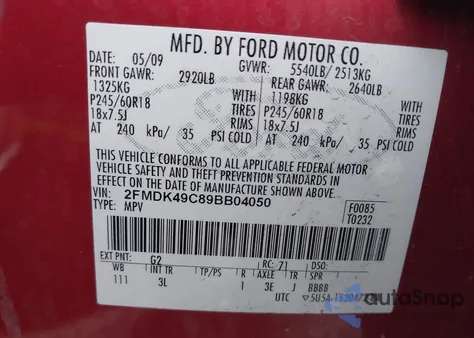 MFD. BY FORD MOTOR CO.
05/09 GVWR: 5540LB/ 2513KG
FRONT GAWR: 2920LB REAR GAWR: 2640LB
1325KG 1198KG
P245/60R18 TIRES P245/60R18 TIRES
18x7.5J RIMS 18x7.5J RIMS
AT 240 kPa/ 35 PSI COLD AT 240 kPa/ 35 PSI COLD
THIS VEHICLE CONFORMS TO ALL APPLICABLE FEDERAL MOTOR
VEHICLE SAFETY AND THEFT PREVENTION STANDARDS IN
EFFECT ON THE DATE OF MANUFACTURE SHOWN ABOVE.
VIN: 2FMDK49C89BB04050 F0085
TYPE: MPV T0232
EXT PNT: G2 RC: 71 DSO:
WB INT TR TP/PS R AXLE TR
111 3L 1 3E J BBBB
UTC
autoSnap